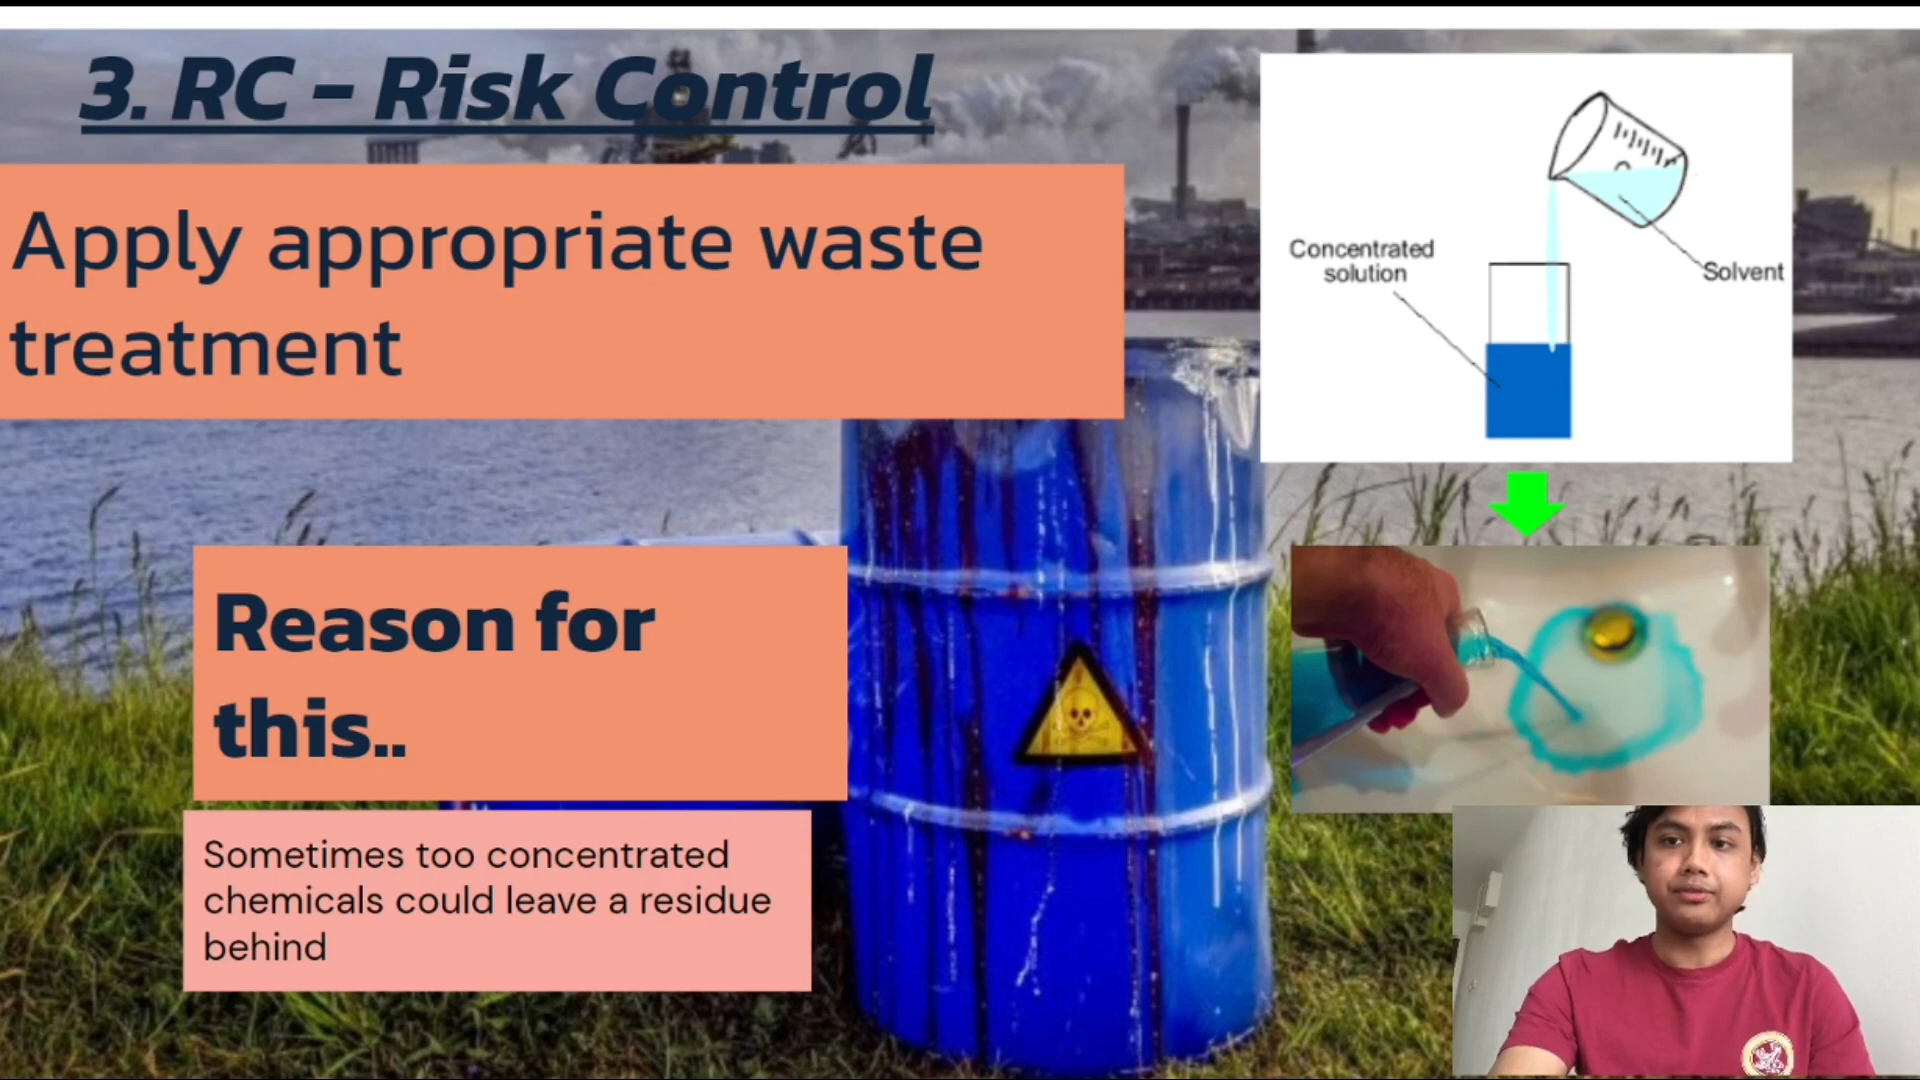 3. RC - Risk Control
Apply appropriate waste
treatment
Reason for
this..
Sometimes too concentrated
chemicals could leave a residue
behind
Concentrated
solution
Solvent